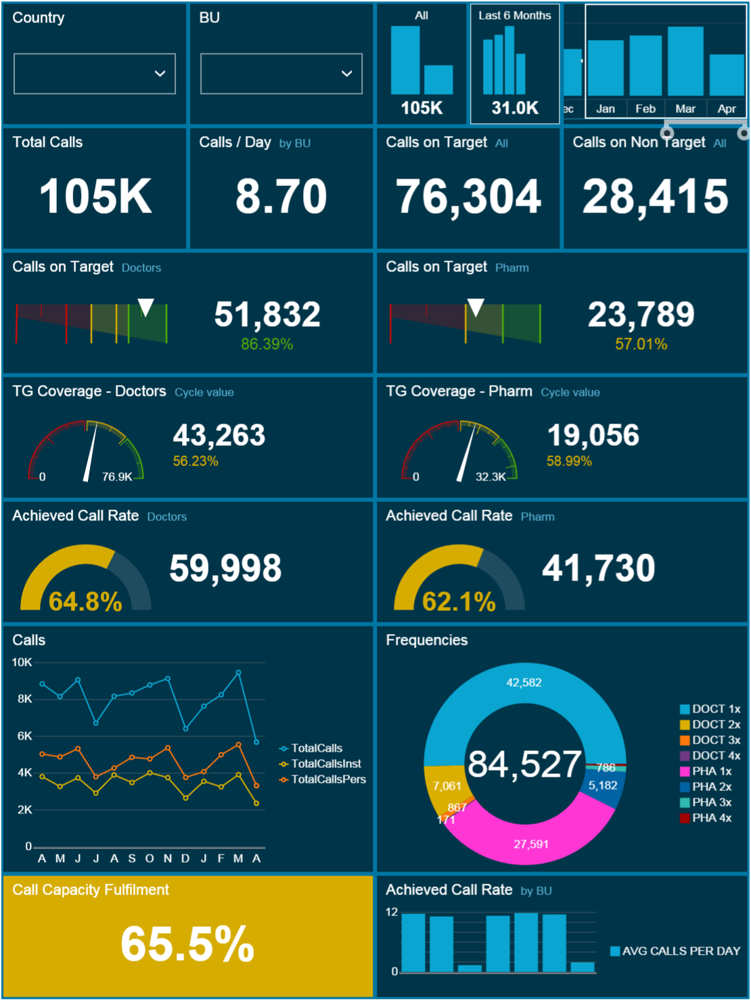 Country
BU
All
105K
Last 6 Months
31.0K
ec Jan Feb Mar Apr
Total Calls
105K
Calls / Day by BU
8.70
Calls on Target All
76,304
Calls on Non Target All
28,415
Calls on Target Doctors
51,832
86.39%
Calls on Target Pharm
23,789
57.01%
TG Coverage - Doctors Cycle value
0 76.9K
43,263
56.23%
TG Coverage - Pharm Cycle value
0 32.3K
19,056
58.99%
Achieved Call Rate Doctors
64.8%
59,998
Achieved Call Rate Pharm
62.1%
41,730
Calls
10K
8K
6K
4K
2K
0
A M J J A S O N D J F M A
TotalCalls
TotalCallsInst
TotalCallsPers
Frequencies
42,582
84,527
786
5,182
7,061
867
171
27,591
DOCT 1x
DOCT 2x
DOCT 3x
DOCT 4x
PHA 1x
PHA 2x
PHA 3x
PHA 4x
Call Capacity Fulfilment
65.5%
Achieved Call Rate by BU
12
0
AVG CALLS PER DAY